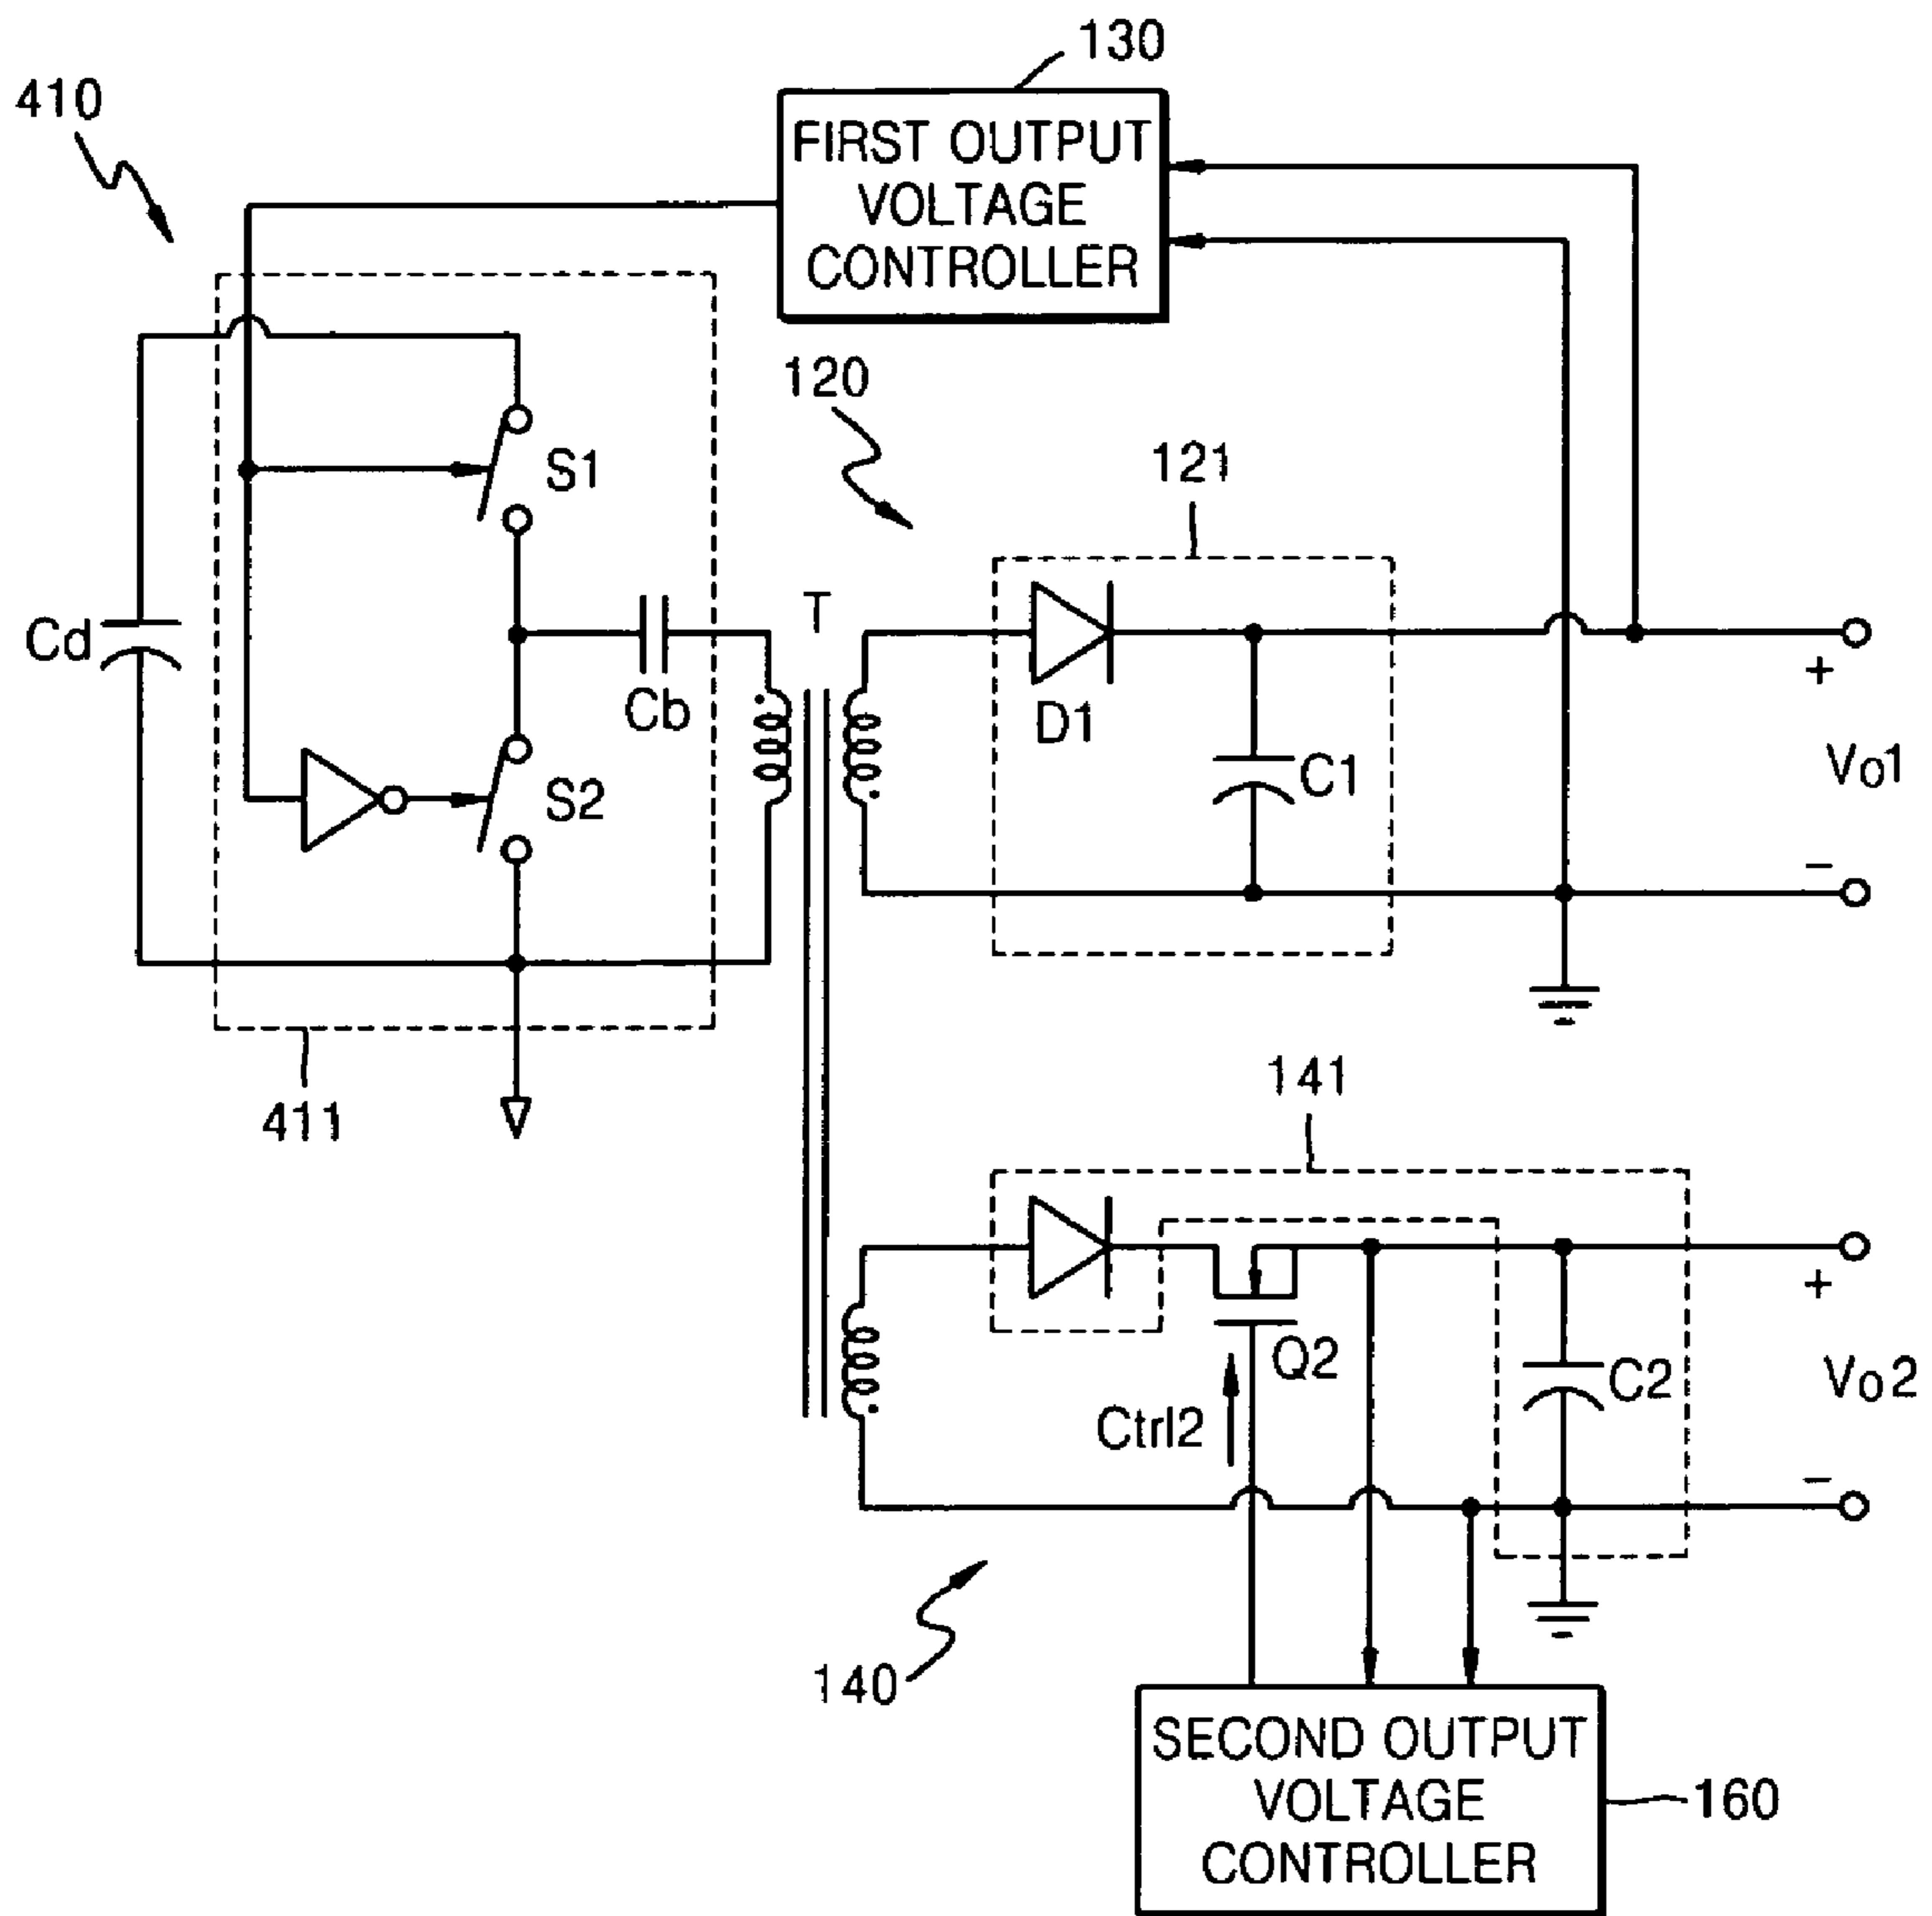 130
410
FIRST OUTPUT
VOLTAGE
CONTROLLER
120
121
S1
T
Cd
Cb
D1
+
C1
Vo1
S2
−
141
411
+
Q2
C2
Vo2
Ctrl2
−
140
SECOND OUTPUT
VOLTAGE
CONTROLLER
160